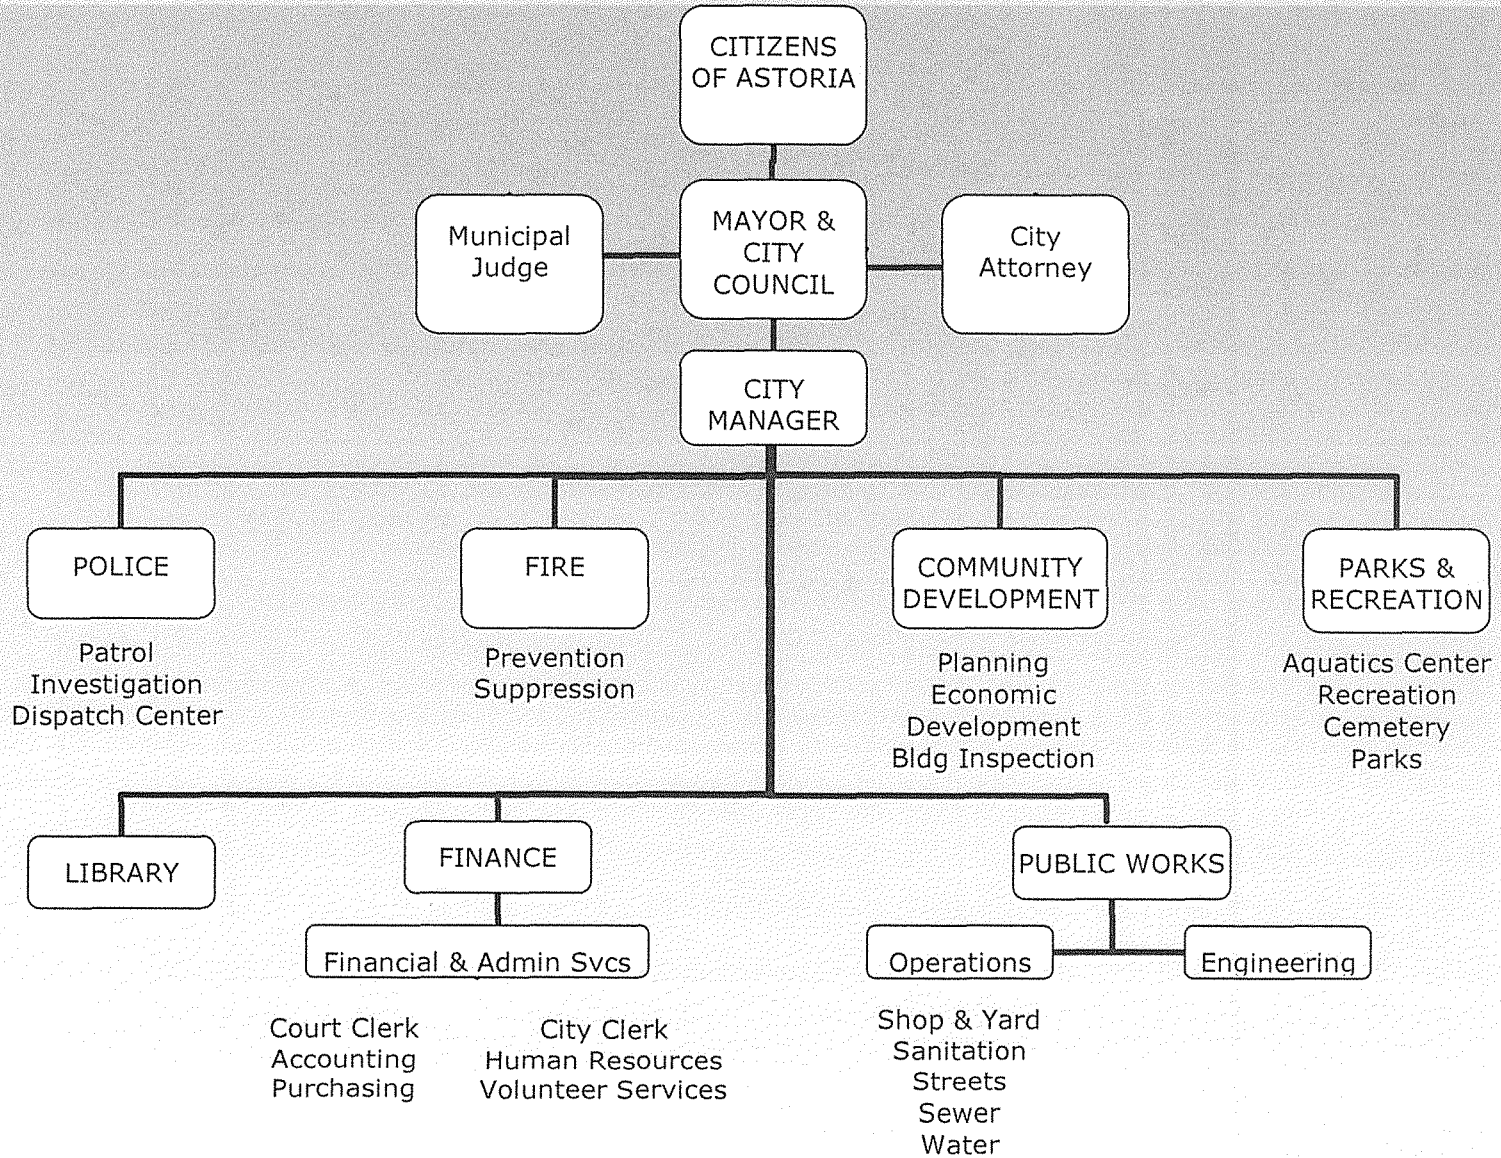 CITIZENS
OF ASTORIA
Municipal
Judge
MAYOR &
CITY
COUNCIL
City
Attorney
CITY
MANAGER
POLICE
Patrol
Investigation
Dispatch Center
FIRE
Prevention
Suppression
COMMUNITY
DEVELOPMENT
Planning
Economic
Development
Bldg Inspection
PARKS &
RECREATION
Aquatics Center
Recreation
Cemetery
Parks
LIBRARY
FINANCE
Financial & Admin Svcs
Court Clerk
Accounting
Purchasing
City Clerk
Human Resources
Volunteer Services
PUBLIC WORKS
Operations
Shop & Yard
Sanitation
Streets
Sewer
Water
Engineering